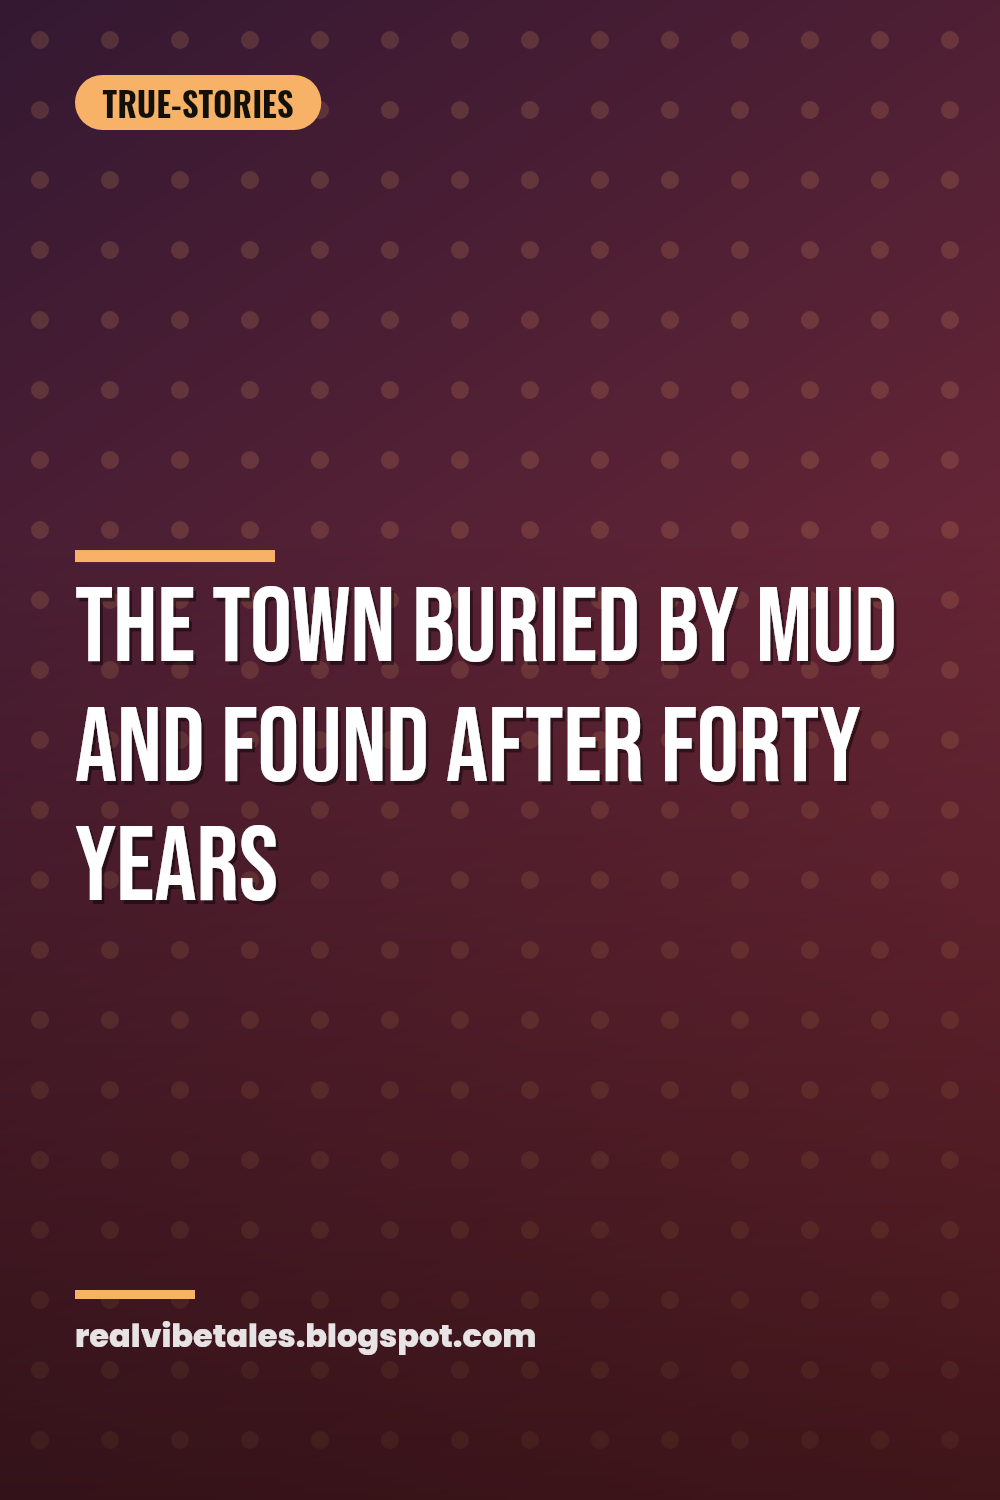 TRUE-STORIES
THE TOWN BURIED BY MUD
AND FOUND AFTER FORTY
YEARS
realvibetales.blogspot.com